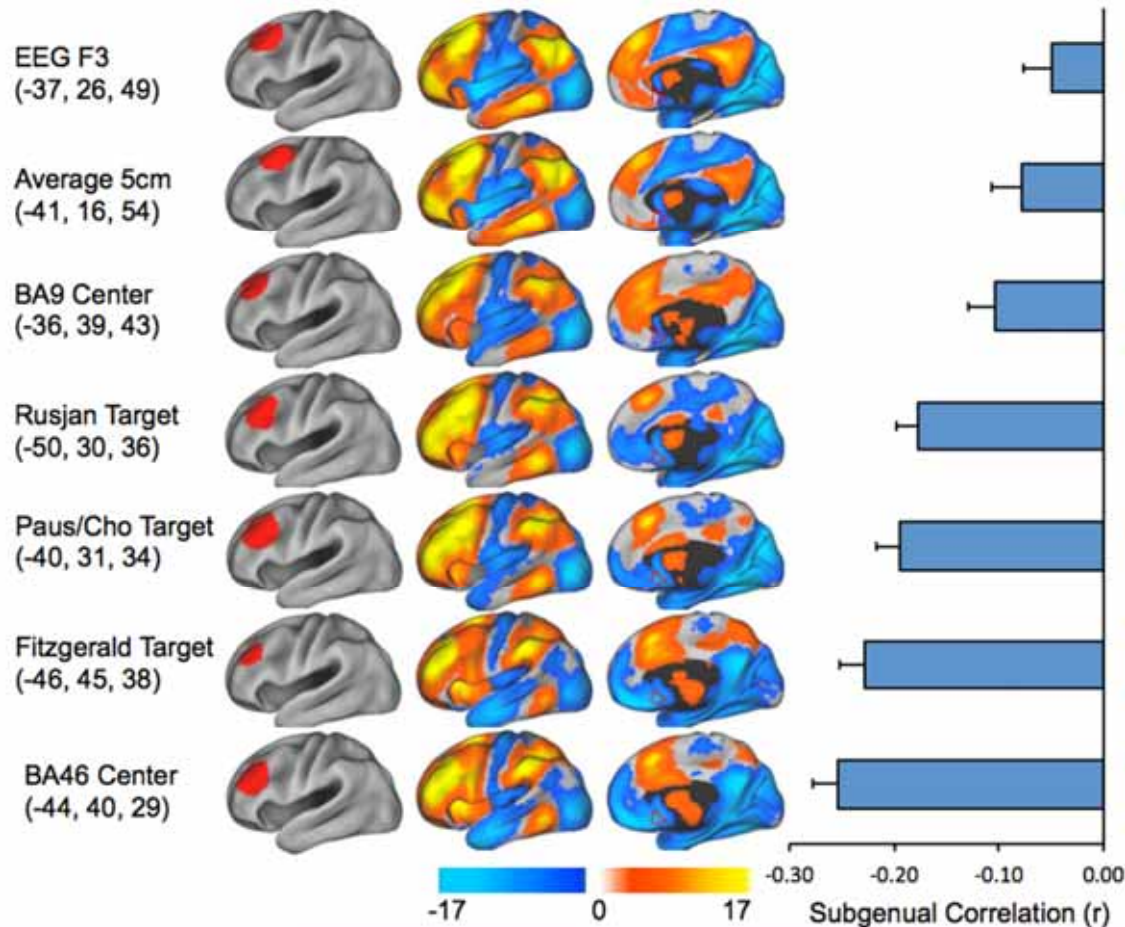 EEG F3
(-37, 26, 49)
Average 5cm
(-41, 16, 54)
BA9 Center
(-36, 39, 43)
Rusjan Target
(-50, 30, 36)
Paus/Cho Target
(-40, 31, 34)
Fitzgerald Target
(-46, 45, 38)
BA46 Center
(-44, 40, 29)
-17 0 17
-0.30 -0.20 -0.10 0.00
Subgenual Correlation (r)